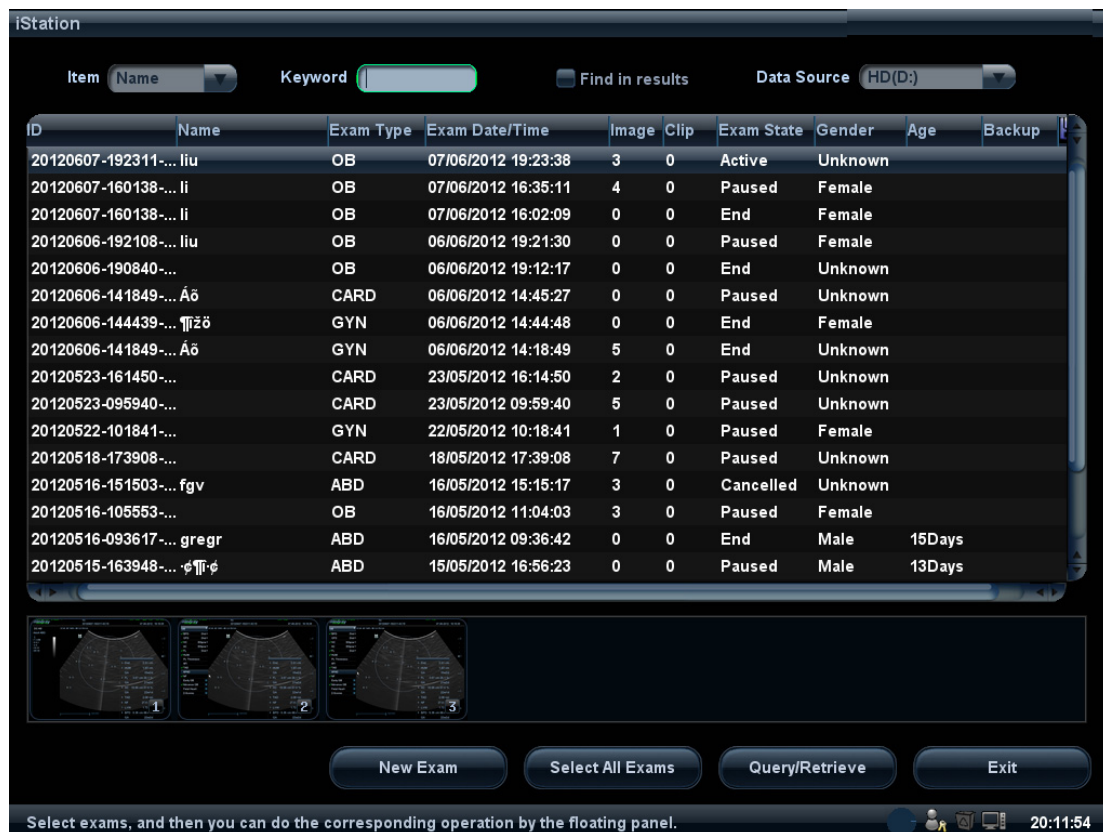 iStation
Item Name Keyword Find in results Data Source HD(D:)
ID Name Exam Type Exam Date/Time Image Clip Exam State Gender Age Backup
20120607-192311-... liu OB 07/06/2012 19:23:38 3 0 Active Unknown
20120607-160138-... li OB 07/06/2012 16:35:11 4 0 Paused Female
20120607-160138-... li OB 07/06/2012 16:02:09 0 0 End Female
20120606-192108-... liu OB 06/06/2012 19:21:30 0 0 Paused Female
20120606-190840-... OB 06/06/2012 19:12:17 0 0 End Unknown
20120606-141849-... Áõ CARD 06/06/2012 14:45:27 0 0 Paused Unknown
20120606-144439-... ¶ïžö GYN 06/06/2012 14:44:48 0 0 End Female
20120606-141849-... Áõ GYN 06/06/2012 14:18:49 5 0 End Unknown
20120523-161450-... CARD 23/05/2012 16:14:50 2 0 Paused Unknown
20120523-095940-... CARD 23/05/2012 09:59:40 5 0 Paused Unknown
20120522-101841-... GYN 22/05/2012 10:18:41 1 0 Paused Female
20120518-173908-... CARD 18/05/2012 17:39:08 7 0 Paused Unknown
20120516-151503-... fgv ABD 16/05/2012 15:15:17 3 0 Cancelled Unknown
20120516-105553-... OB 16/05/2012 11:04:03 3 0 Paused Female
20120516-093617-... gregr ABD 16/05/2012 09:36:42 0 0 End Male 15Days
20120515-163948-... ·¢¶ï·¢ ABD 15/05/2012 16:56:23 0 0 Paused Male 13Days
1 2 3
New Exam Select All Exams Query/Retrieve Exit
Select exams, and then you can do the corresponding operation by the floating panel. 20:11:54